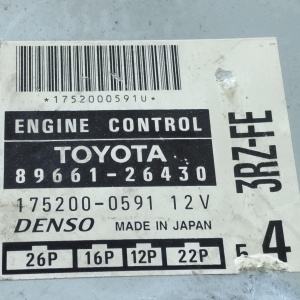 *1752000591U*
ENGINE CONTROL
TOYOTA
89661-26430
175200-0591 12V
DENSO MADE IN JAPAN
26P 16P 12P 22P
3RZ-FE
5 4